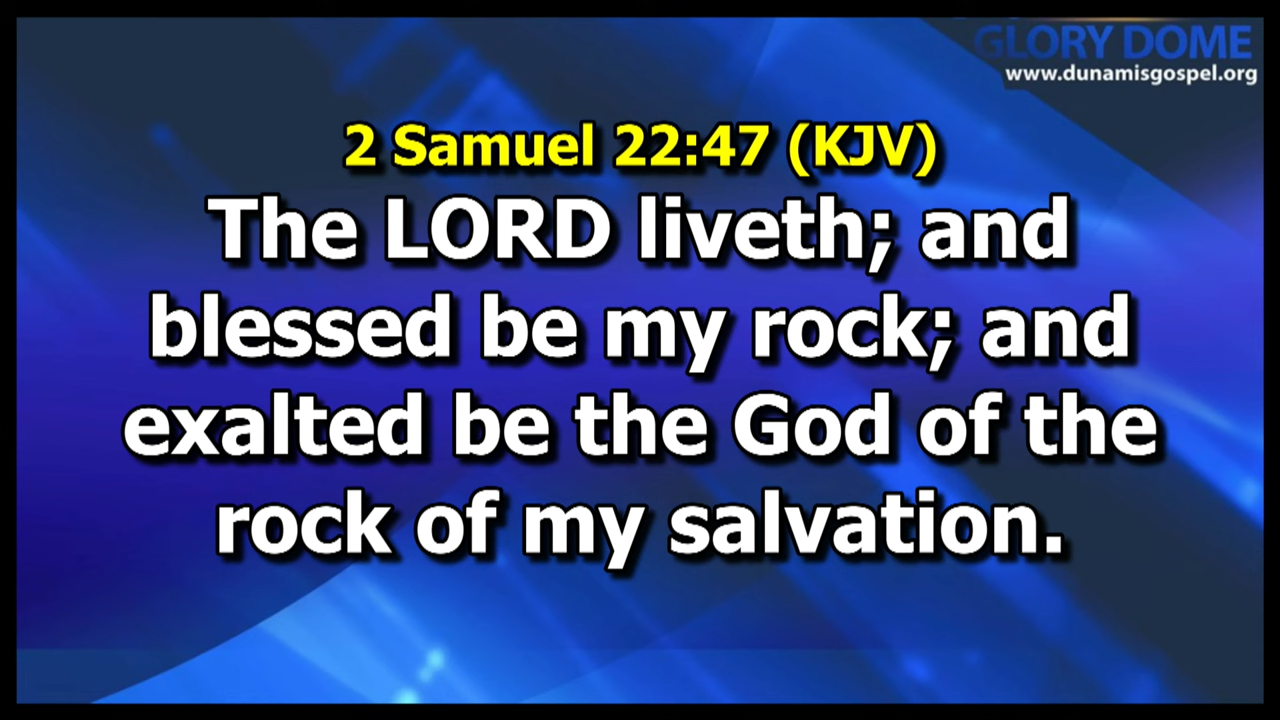 GLORY DOME
www.dunamisgospel.org
2 Samuel 22:47 (KJV)
The LORD liveth; and
blessed be my rock; and
exalted be the God of the
rock of my salvation.